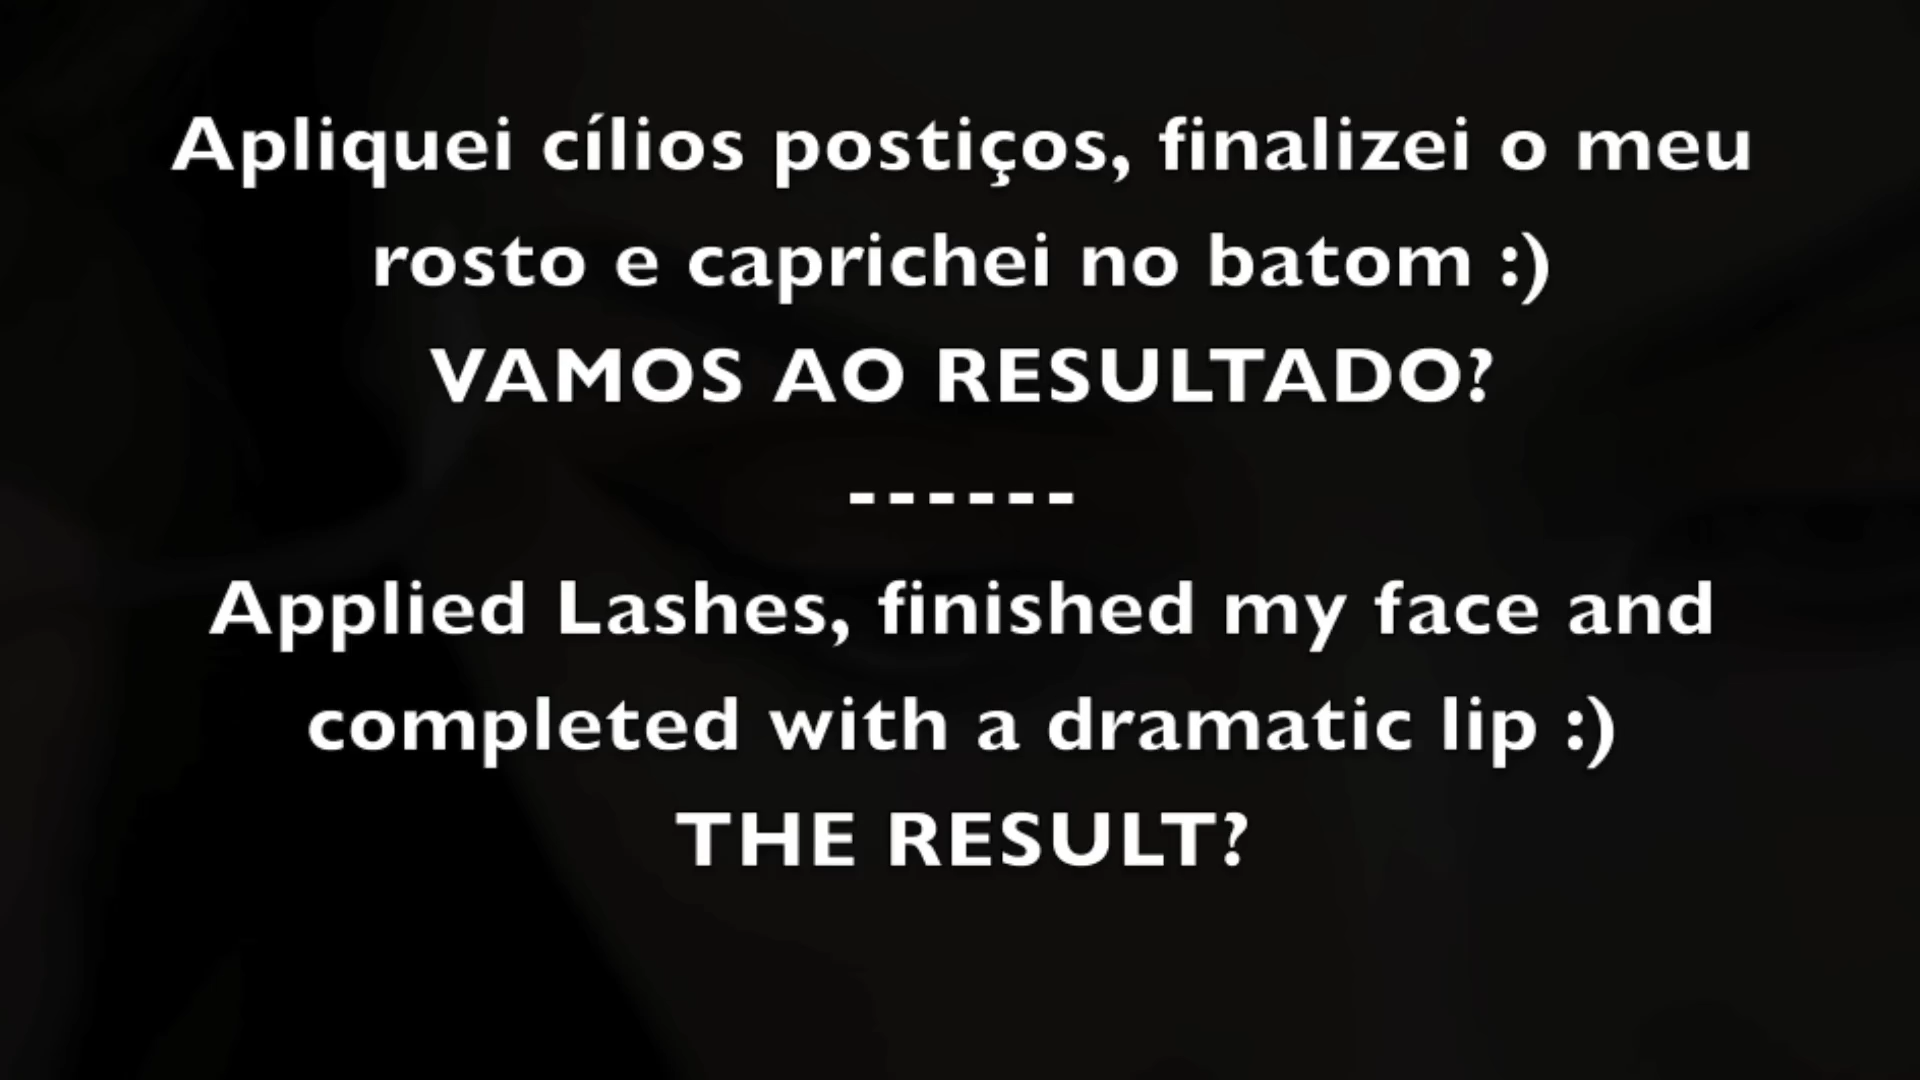 Apliquei cílios postiços, finalizei o meu
rosto e caprichei no batom :)
VAMOS AO RESULTADO?
------
Applied Lashes, finished my face and
completed with a dramatic lip :)
THE RESULT?